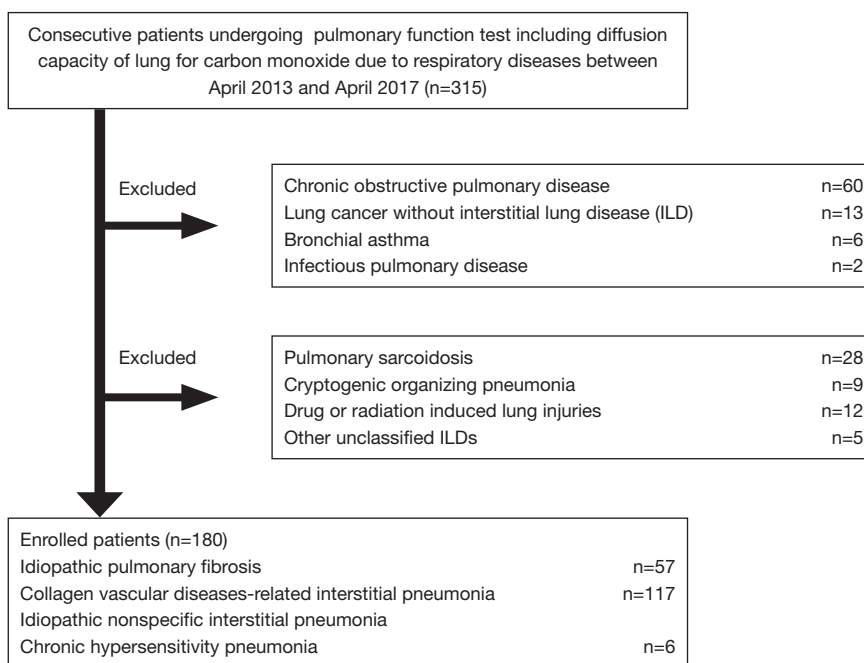 Consecutive patients undergoing pulmonary function test including diffusion
capacity of lung for carbon monoxide due to respiratory diseases between
April 2013 and April 2017 (n=315)
Excluded
Chronic obstructive pulmonary disease n=60
Lung cancer without interstitial lung disease (ILD) n=13
Bronchial asthma n=6
Infectious pulmonary disease n=2
Excluded
Pulmonary sarcoidosis n=28
Cryptogenic organizing pneumonia n=9
Drug or radiation induced lung injuries n=12
Other unclassified ILDs n=5
Enrolled patients (n=180)
Idiopathic pulmonary fibrosis n=57
Collagen vascular diseases-related interstitial pneumonia n=117
Idiopathic nonspecific interstitial pneumonia
Chronic hypersensitivity pneumonia n=6